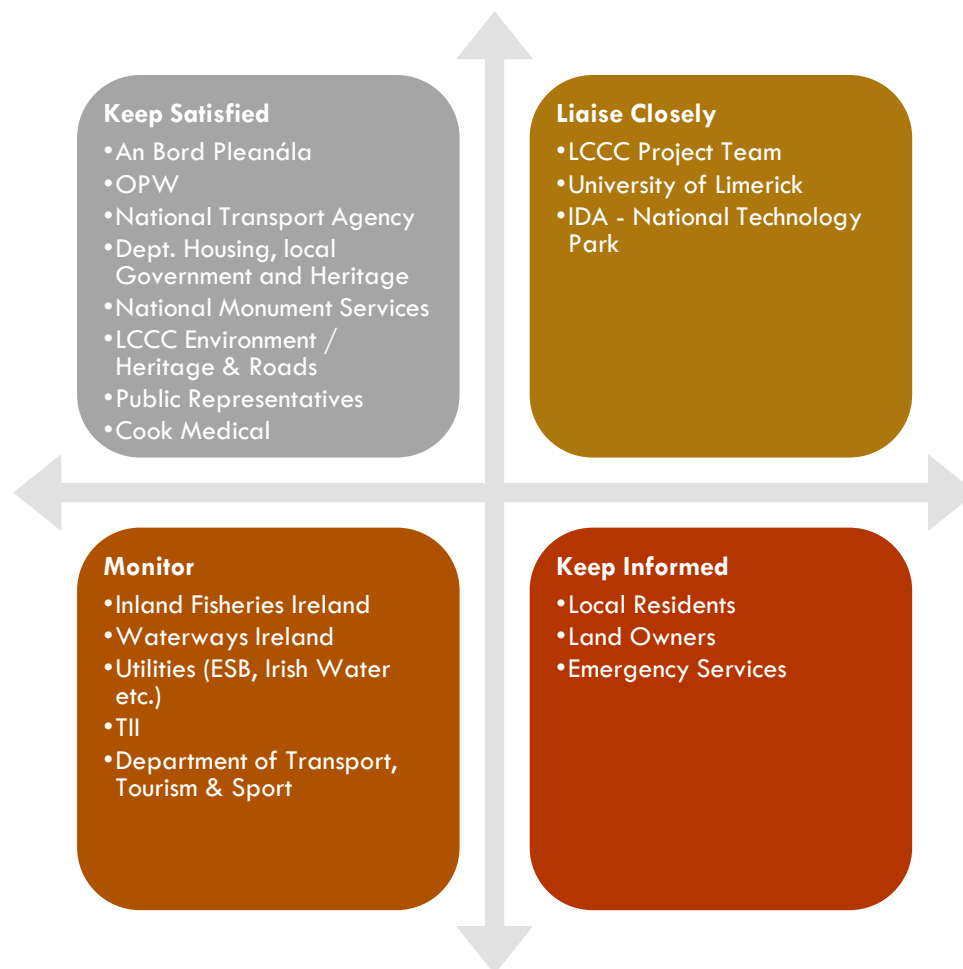 Keep Satisfied
•An Bord Pleanála
•OPW
•National Transport Agency
•Dept. Housing, local
Government and Heritage
•National Monument Services
•LCCC Environment /
Heritage & Roads
•Public Representatives
•Cook Medical
Liaise Closely
•LCCC Project Team
•University of Limerick
•IDA - National Technology
Park
Monitor
•Inland Fisheries Ireland
•Waterways Ireland
•Utilities (ESB, Irish Water
etc.)
•TII
•Department of Transport,
Tourism & Sport
Keep Informed
•Local Residents
•Land Owners
•Emergency Services